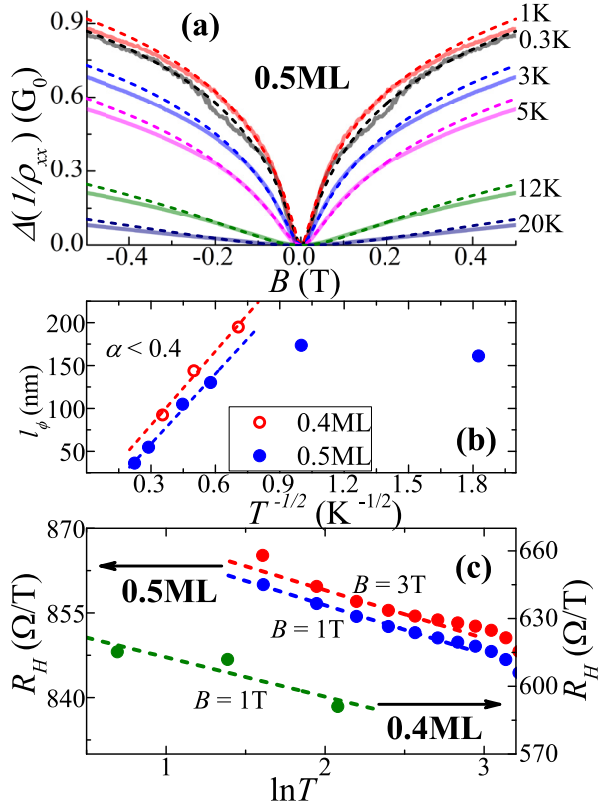 (a)
0.5ML
1K
0.3K
3K
5K
12K
20K
0.9
0.6
0.3
0.0
Δ(1/ρxx) (G0)
-0.4 -0.2 0.0 0.2 0.4
B (T)
200
150
100
50
lϕ (nm)
α < 0.4
0.4ML
0.5ML
(b)
0.3 0.6 0.9 1.2 1.5 1.8
T -1/2 (K -1/2)
870
855
840
RH (Ω/T)
(c)
0.5ML
B = 3T
B = 1T
B = 1T
0.4ML
660
630
600
570
RH (Ω/T)
1 2 3
lnT